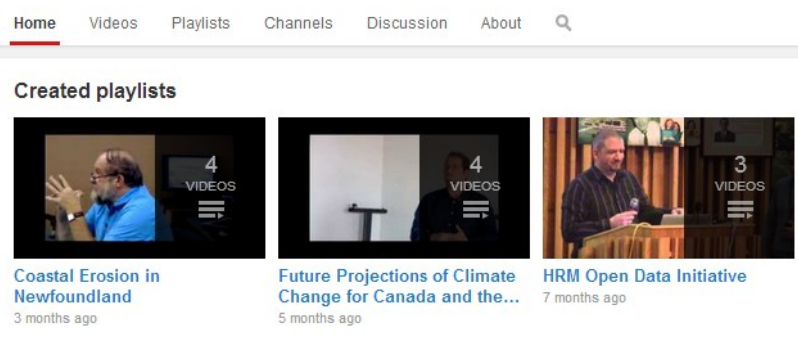 Home Videos Playlists Channels Discussion About
Created playlists
4
VIDEOS
4
VIDEOS
3
VIDEOS
Coastal Erosion in
Newfoundland
3 months ago
Future Projections of Climate
Change for Canada and the...
5 months ago
HRM Open Data Initiative
7 months ago